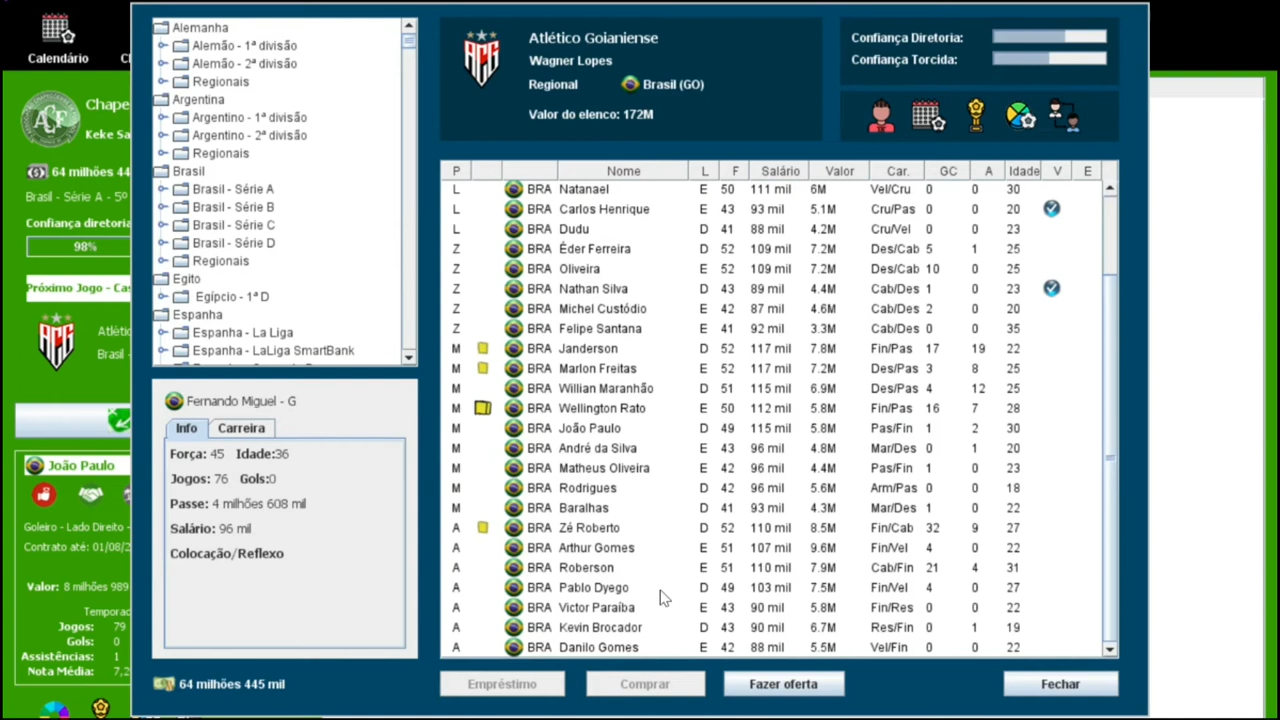 Calendário
Chape
Keke Sa
64 milhões 44
Brasil - Série A - 5º
Confiança diretoria
98%
Próximo Jogo - Cas
ACG
Atlétic
Brasil -
João Paulo
Goleiro - Lado Direito -
Contrato até: 01/08/2
Valor: 8 milhões 989
Temporad
Jogos: 79
Gols: 0
Assistências: 1
Nota Média: 7,2
Alemanha
Alemão - 1ª divisão
Alemão - 2ª divisão
Regionais
Argentina
Argentino - 1ª divisão
Argentino - 2ª divisão
Regionais
Brasil
Brasil - Série A
Brasil - Série B
Brasil - Série C
Brasil - Série D
Regionais
Egito
Egípcio - 1ª D
Espanha
Espanha - La Liga
Espanha - LaLiga SmartBank
Fernando Miguel - G
Info Carreira
Força: 45 Idade:36
Jogos: 76 Gols:0
Passe: 4 milhões 608 mil
Salário: 96 mil
Colocação/Reflexo
64 milhões 445 mil
ACG
Atlético Goianiense
Wagner Lopes
Regional Brasil (GO)
Valor do elenco: 172M
Confiança Diretoria:
Confiança Torcida:
P Nome L F Salário Valor Car. GC A Idade V E
L BRA Natanael E 50 111 mil 6M Vel/Cru 0 0 30
L BRA Carlos Henrique E 43 93 mil 5.1M Cru/Pas 0 0 20
L BRA Dudu D 41 88 mil 4.2M Cru/Vel 0 0 23
Z BRA Éder Ferreira D 52 109 mil 7.2M Des/Cab 5 1 25
Z BRA Oliveira E 52 109 mil 7.2M Des/Cab 10 0 25
Z BRA Nathan Silva D 43 89 mil 4.4M Cab/Des 1 0 23
Z BRA Michel Custódio E 42 87 mil 4.6M Cab/Des 2 0 20
Z BRA Felipe Santana E 41 92 mil 3.3M Cab/Des 0 0 35
M BRA Janderson D 52 117 mil 7.8M Fin/Pas 17 19 22
M BRA Marlon Freitas E 52 117 mil 7.2M Des/Pas 3 8 25
M BRA Willian Maranhão D 51 115 mil 6.9M Des/Pas 4 12 25
M BRA Wellington Rato E 50 112 mil 5.8M Fin/Pas 16 7 28
M BRA João Paulo D 49 115 mil 5.8M Pas/Fin 1 2 30
M BRA André da Silva E 43 96 mil 4.8M Mar/Des 0 1 20
M BRA Matheus Oliveira E 42 96 mil 4.4M Pas/Fin 1 0 23
M BRA Rodrigues D 42 96 mil 5.6M Arm/Pas 0 0 18
M BRA Baralhas D 41 93 mil 4.3M Mar/Des 1 0 22
A BRA Zé Roberto D 52 110 mil 8.5M Fin/Cab 32 9 27
A BRA Arthur Gomes E 51 107 mil 9.6M Fin/Vel 4 0 22
A BRA Roberson E 51 110 mil 7.9M Cab/Fin 21 4 31
A BRA Pablo Dyego D 49 103 mil 7.5M Fin/Vel 4 0 27
A BRA Victor Paraíba E 43 90 mil 5.8M Fin/Res 0 0 22
A BRA Kevin Brocador D 43 90 mil 6.7M Res/Fin 0 1 19
A BRA Danilo Gomes E 42 88 mil 5.5M Vel/Fin 0 0 22
Empréstimo Comprar Fazer oferta Fechar